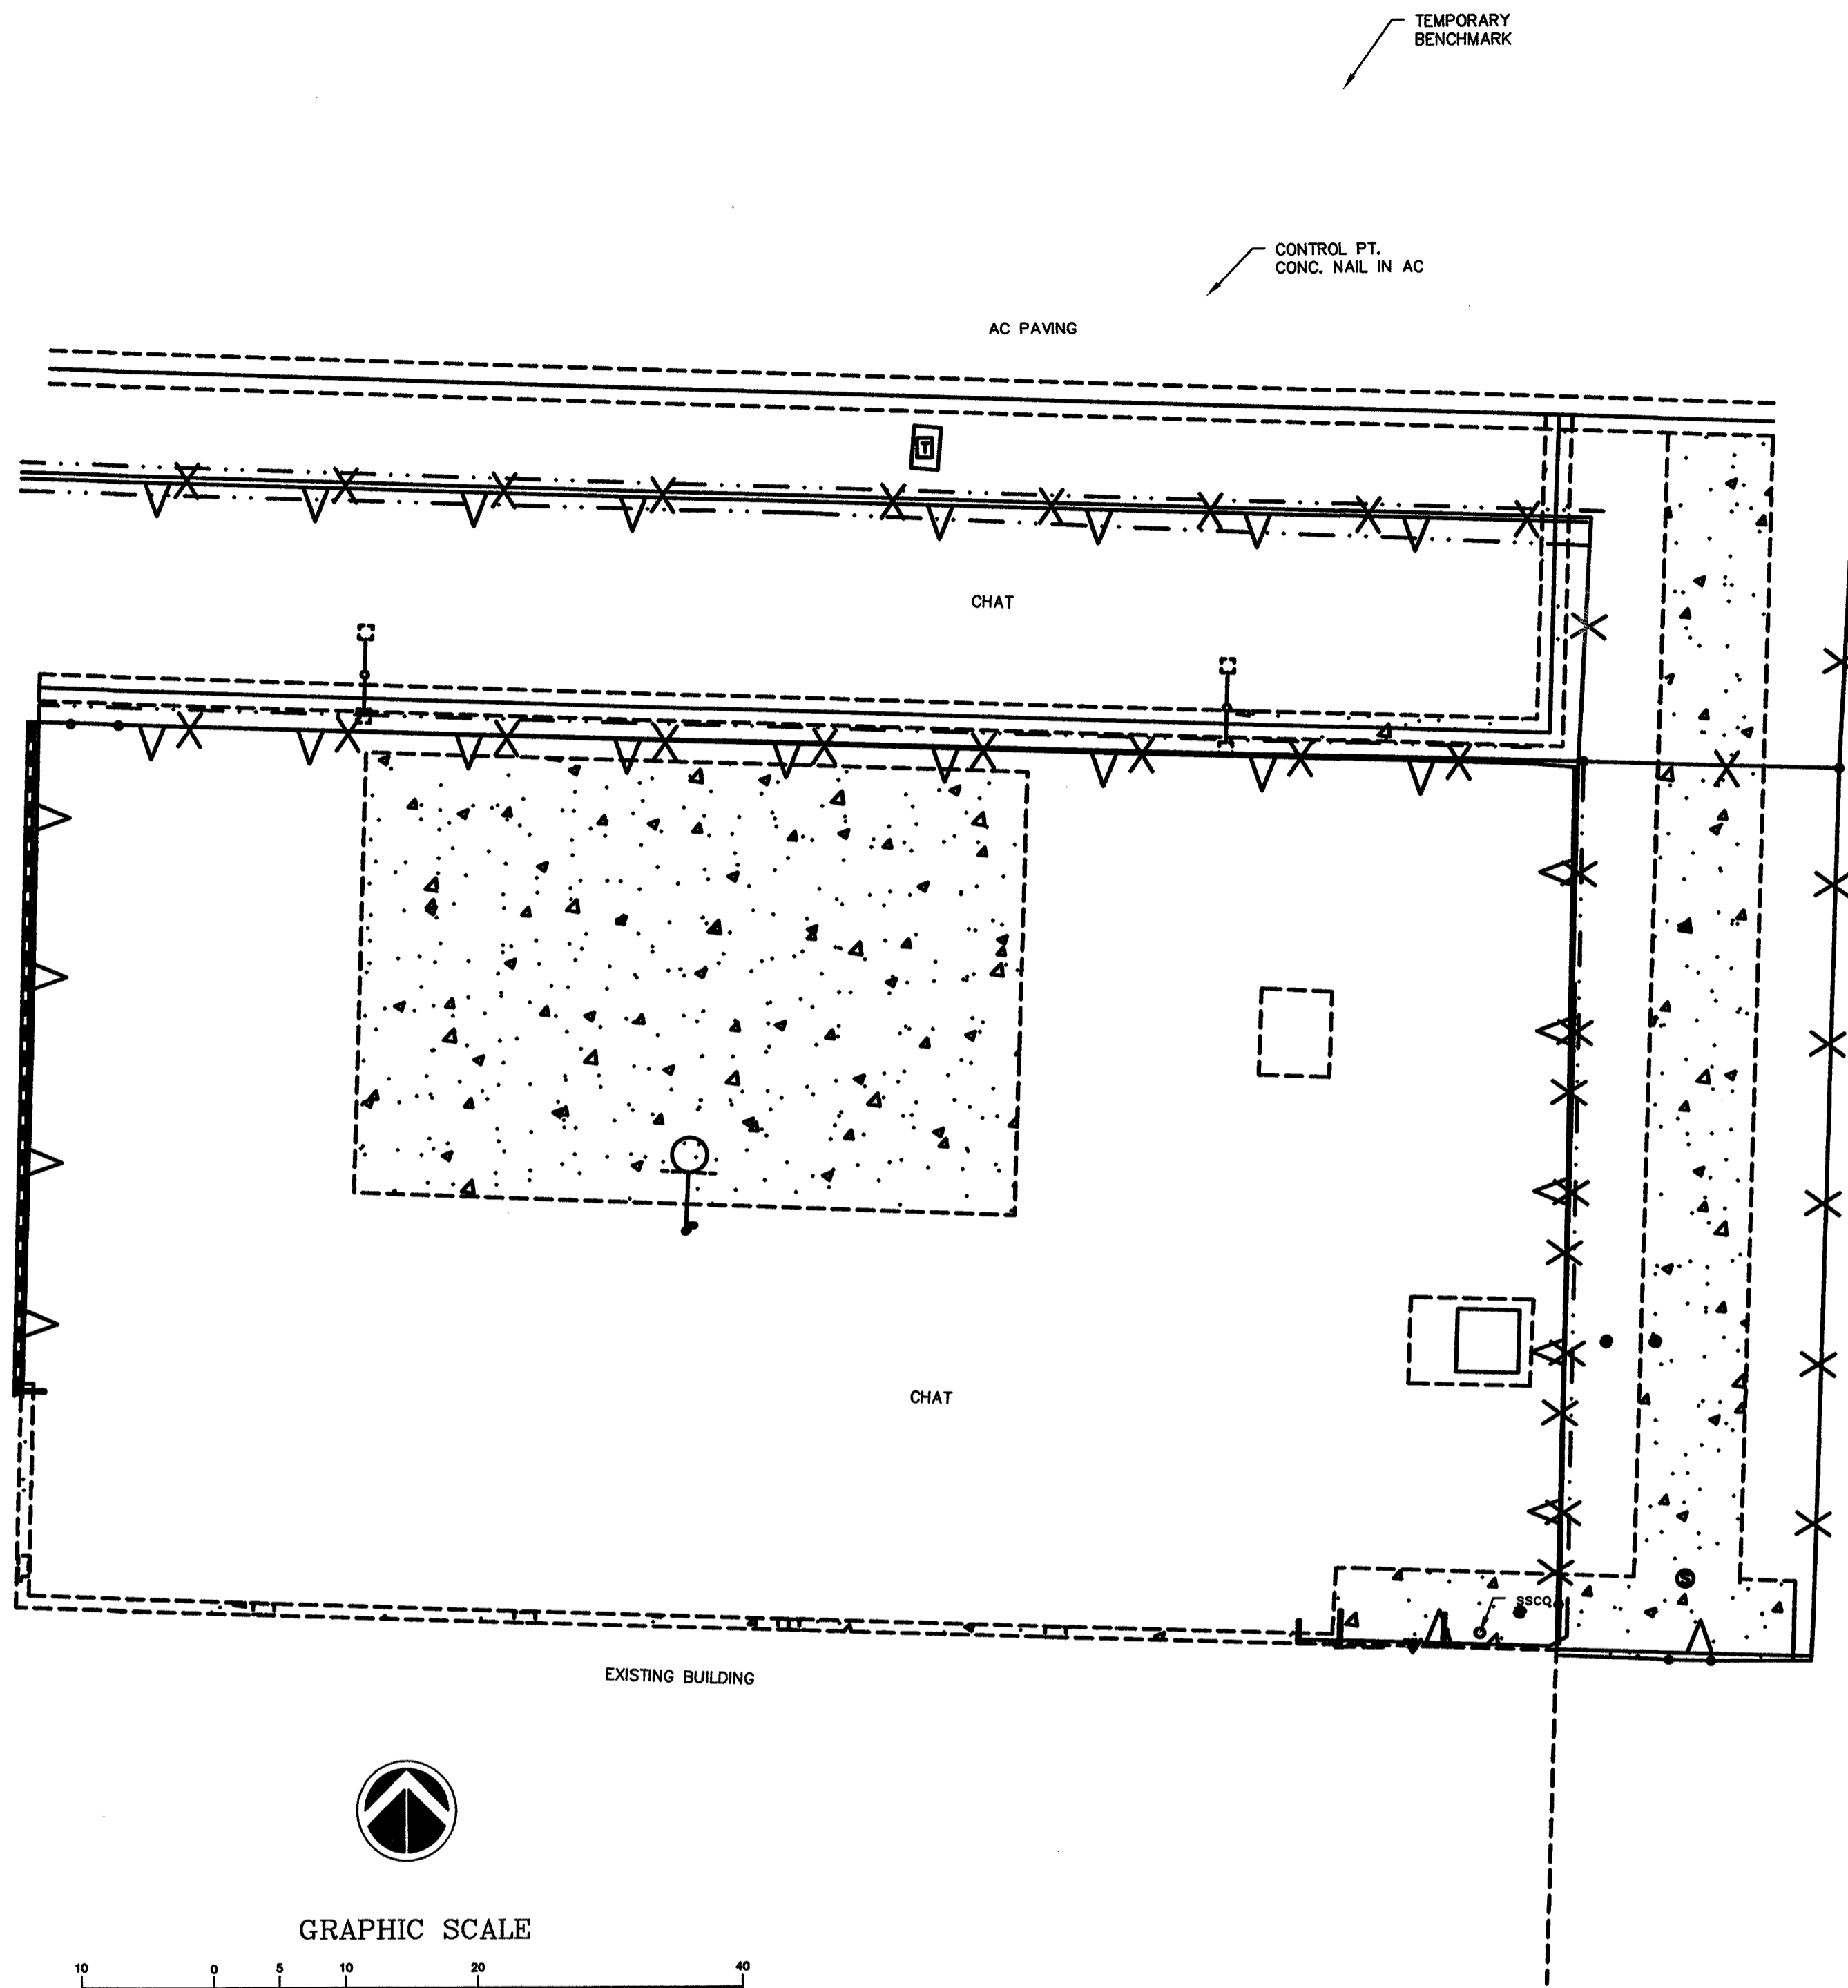 TEMPORARY
BENCHMARK
CONTROL PT.
CONC. NAIL IN AC
AC PAVING
T
CHAT
CHAT
S
SSCO
EXISTING BUILDING
GRAPHIC SCALE
10 0 5 10 20 40